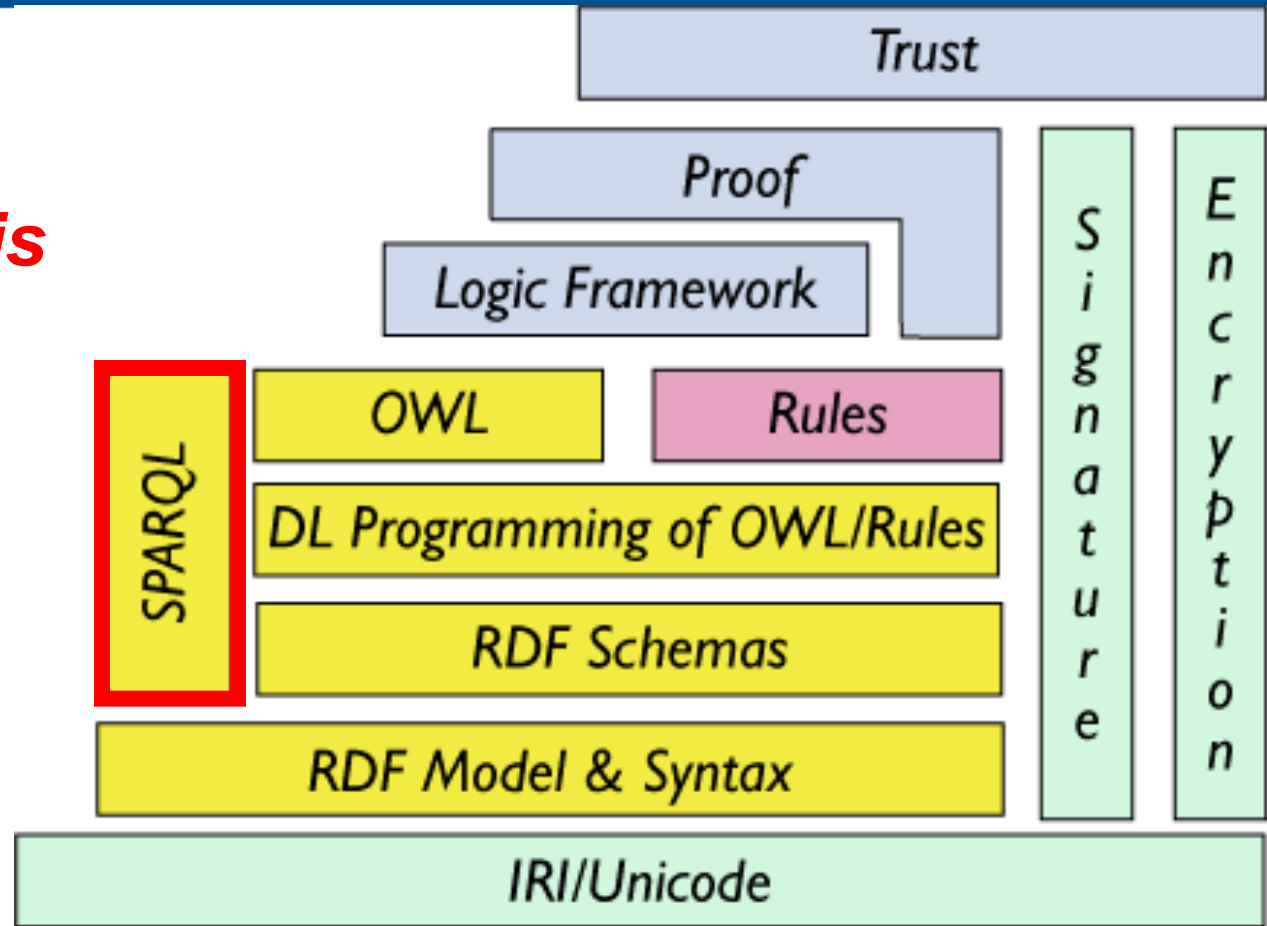 Trust
Proof
is
Logic Framework
OWL
Rules
SPARQL
DL Programming of OWL/Rules
RDF Schemas
RDF Model & Syntax
Signature
Encryption
IRI/Unicode